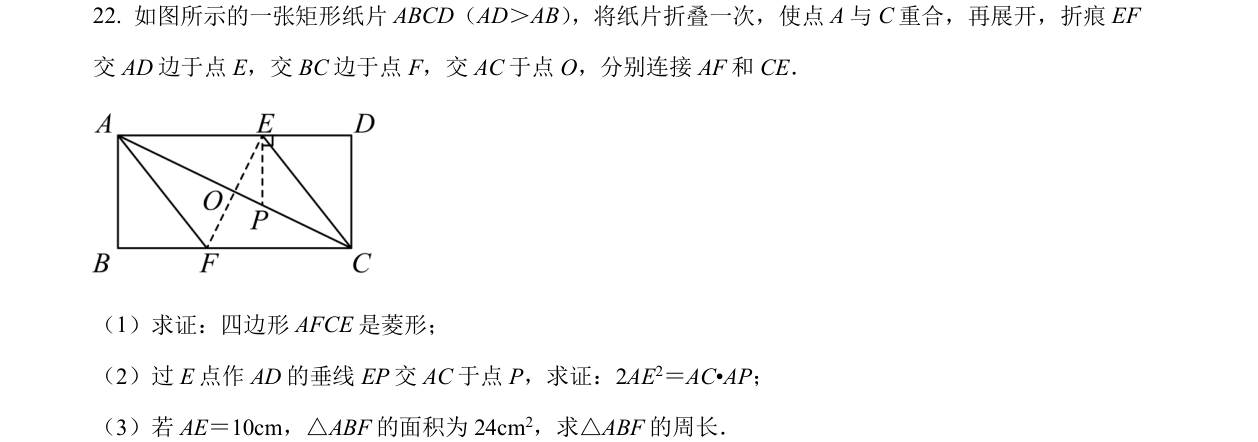 22. 如图所示的一张矩形纸片 ABCD（AD＞AB），将纸片折叠一次，使点 A 与 C 重合，再展开，折痕 EF
交 AD 边于点 E，交 BC 边于点 F，交 AC 于点 O，分别连接 AF 和 CE．
A E D
O P
B F C
（1）求证：四边形 AFCE 是菱形；
（2）过 E 点作 AD 的垂线 EP 交 AC 于点 P，求证：2AE²＝AC•AP；
（3）若 AE＝10cm，△ABF 的面积为 24cm²，求△ABF 的周长．